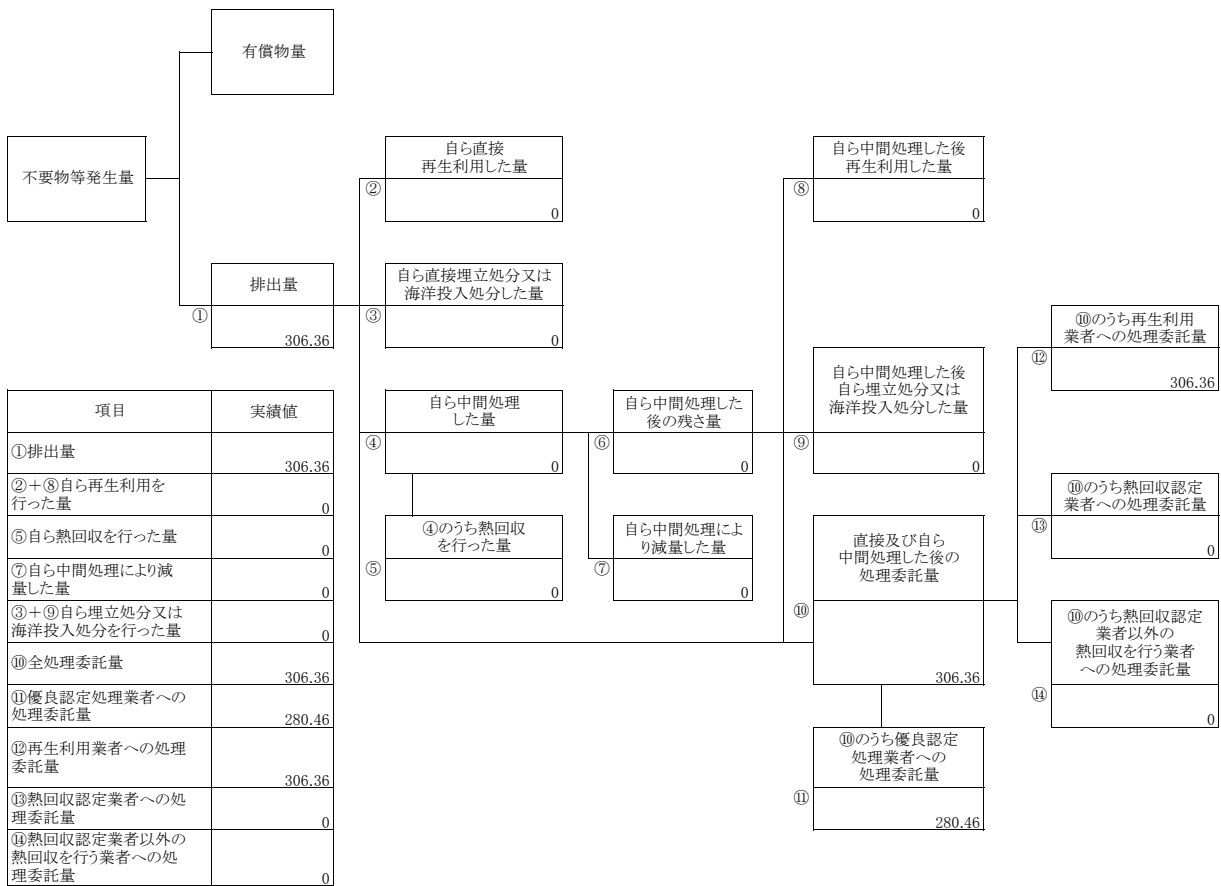 有償物量
不要物等発生量
自ら直接
再生利用した量
②
0
自ら中間処理した後
再生利用した量
⑧
0
排出量
①
306.36
自ら直接埋立処分又は
海洋投入処分した量
③
0
⑩のうち再生利用
業者への処理委託量
⑫
306.36
自ら中間処理
した量
④
0
自ら中間処理した
後の残さ量
⑥
0
自ら中間処理した後
自ら埋立処分又は
海洋投入処分した量
⑨
0
⑩のうち熱回収認定
業者への処理委託量
⑬
0
④のうち熱回収
を行った量
⑤
0
自ら中間処理によ
り減量した量
⑦
0
直接及び自ら
中間処理した後の
処理委託量
⑩
306.36
⑩のうち熱回収認定
業者以外の
熱回収を行う業者
への処理委託量
⑭
0
⑩のうち優良認定
処理業者への
処理委託量
⑪
280.46
項目 実績値
①排出量
306.36
②+⑧自ら再生利用を
行った量
0
⑤自ら熱回収を行った量
0
⑦自ら中間処理により減
量した量
0
③+⑨自ら埋立処分又は
海洋投入処分を行った量
0
⑩全処理委託量
306.36
⑪優良認定処理業者への
処理委託量
280.46
⑫再生利用業者への処理
委託量
306.36
⑬熱回収認定業者への処
理委託量
0
⑭熱回収認定業者以外の
熱回収を行う業者への処
理委託量
0